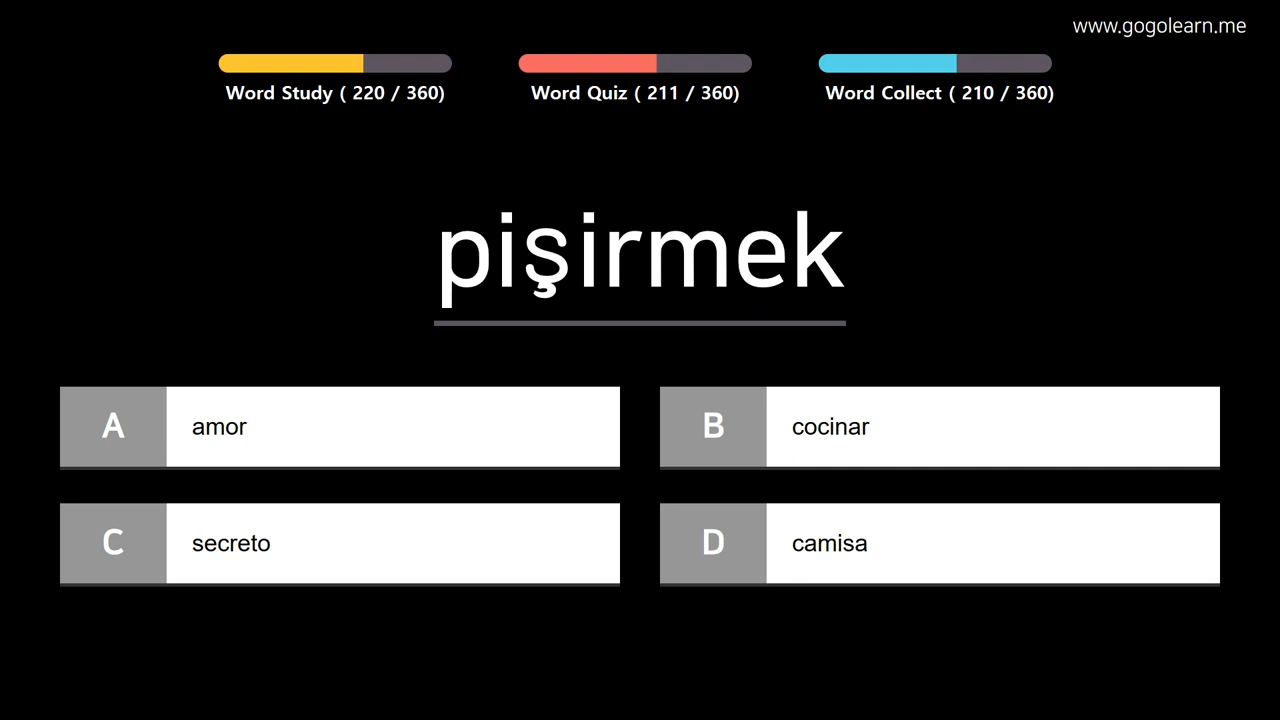 www.gogolearn.me
Word Study ( 220 / 360)
Word Quiz ( 211 / 360)
Word Collect ( 210 / 360)
pişirmek
A amor
B cocinar
C secreto
D camisa